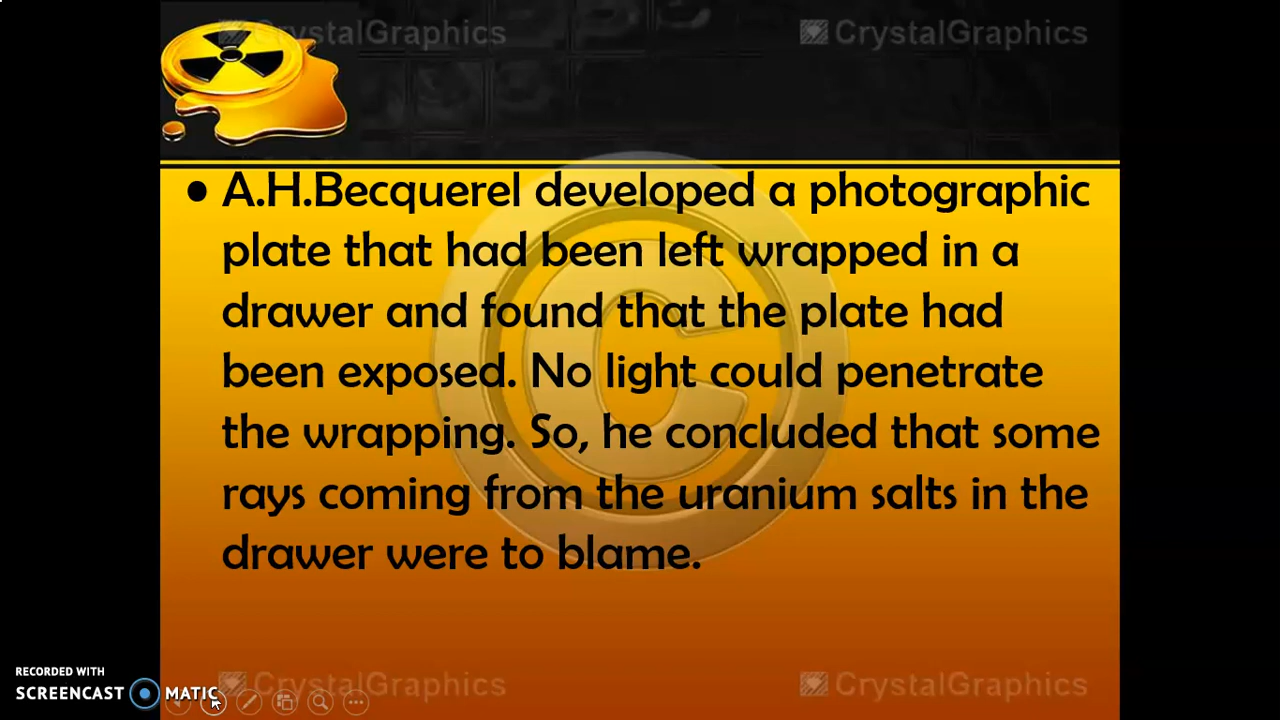 CrystalGraphics CrystalGraphics
• A.H.Becquerel developed a photographic
plate that had been left wrapped in a
drawer and found that the plate had
been exposed. No light could penetrate
the wrapping. So, he concluded that some
rays coming from the uranium salts in the
drawer were to blame.
©
CrystalGraphics CrystalGraphics
RECORDED WITH
SCREENCAST MATIC